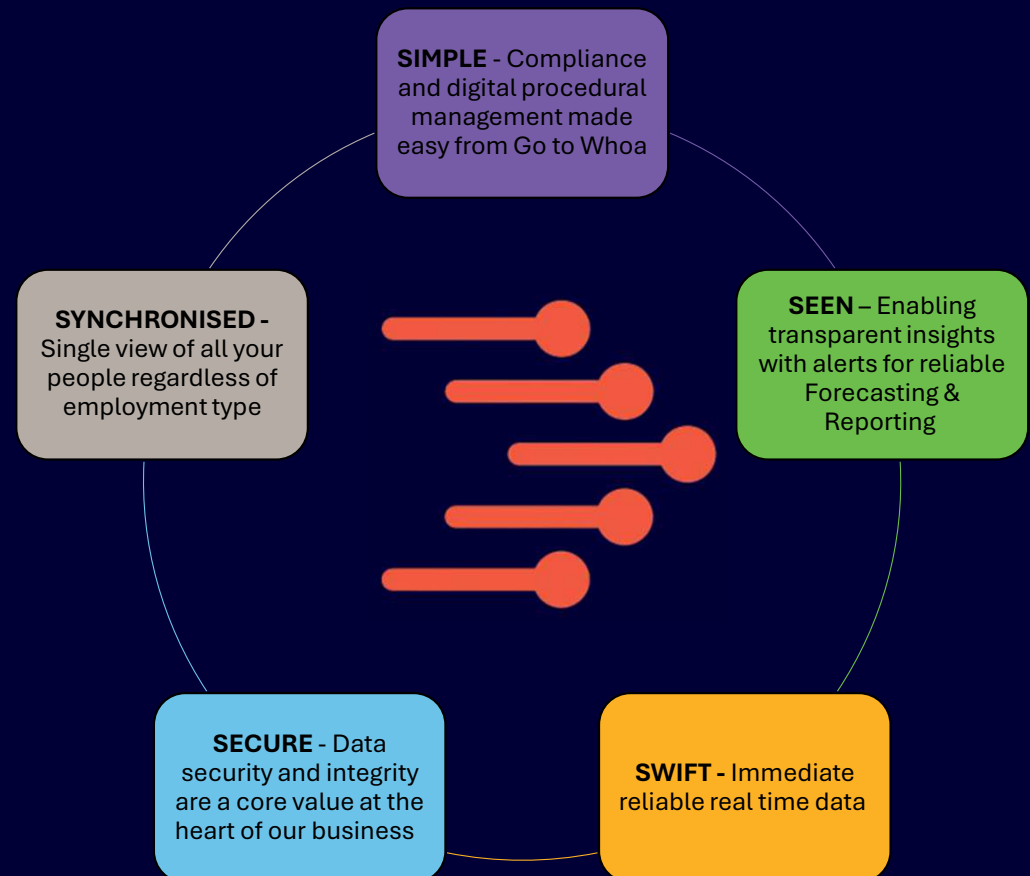 SIMPLE - Compliance
and digital procedural
management made
easy from Go to Whoa
SEEN – Enabling
transparent insights
with alerts for reliable
Forecasting &
Reporting
SWIFT - Immediate
reliable real time data
SECURE - Data
security and integrity
are a core value at the
heart of our business
SYNCHRONISED -
Single view of all your
people regardless of
employment type